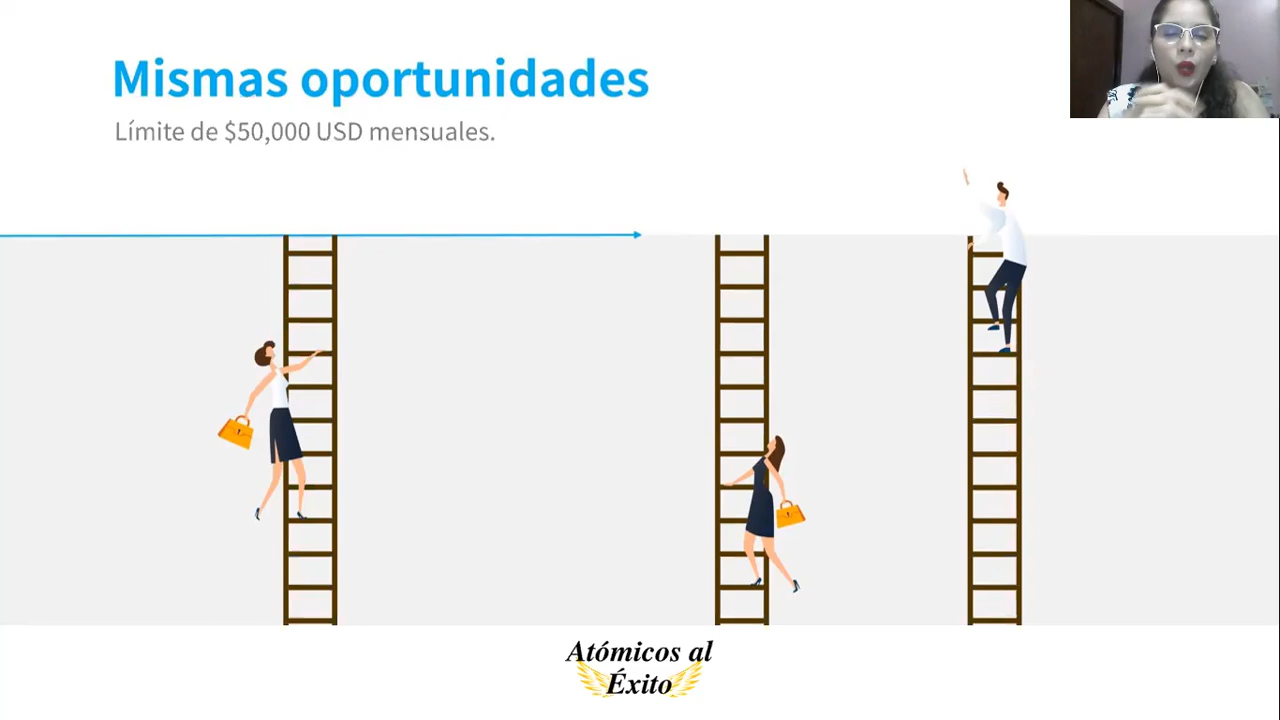 Mismas oportunidades
Límite de $50,000 USD mensuales.
Atómicos al
Éxito